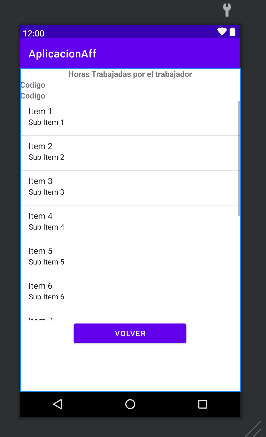 12:00
AplicacionAff
Horas Trabajadas por el trabajador
Codigo
Codigo
Item 1
Sub Item 1
Item 2
Sub Item 2
Item 3
Sub Item 3
Item 4
Sub Item 4
Item 5
Sub Item 5
Item 6
Sub Item 6
Item 7
VOLVER